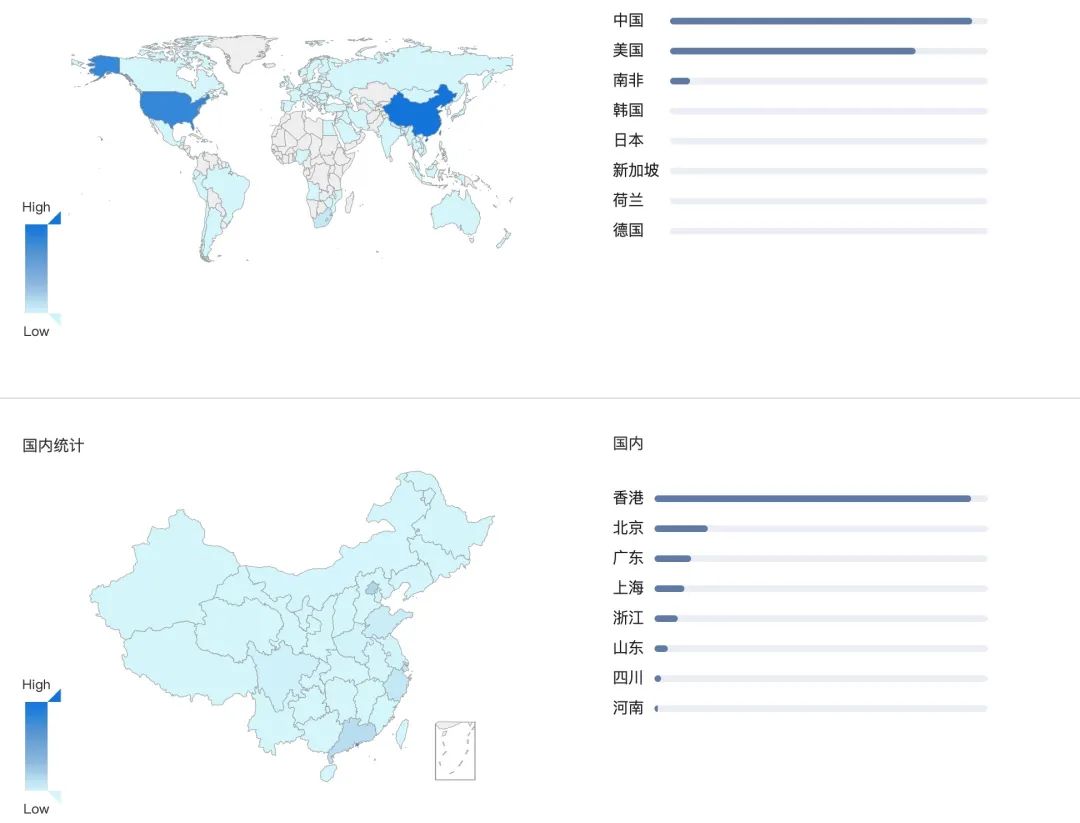 中国
美国
南非
韩国
日本
新加坡
荷兰
德国
High
Low
国内统计
国内
香港
北京
广东
上海
浙江
山东
四川
河南
High
Low